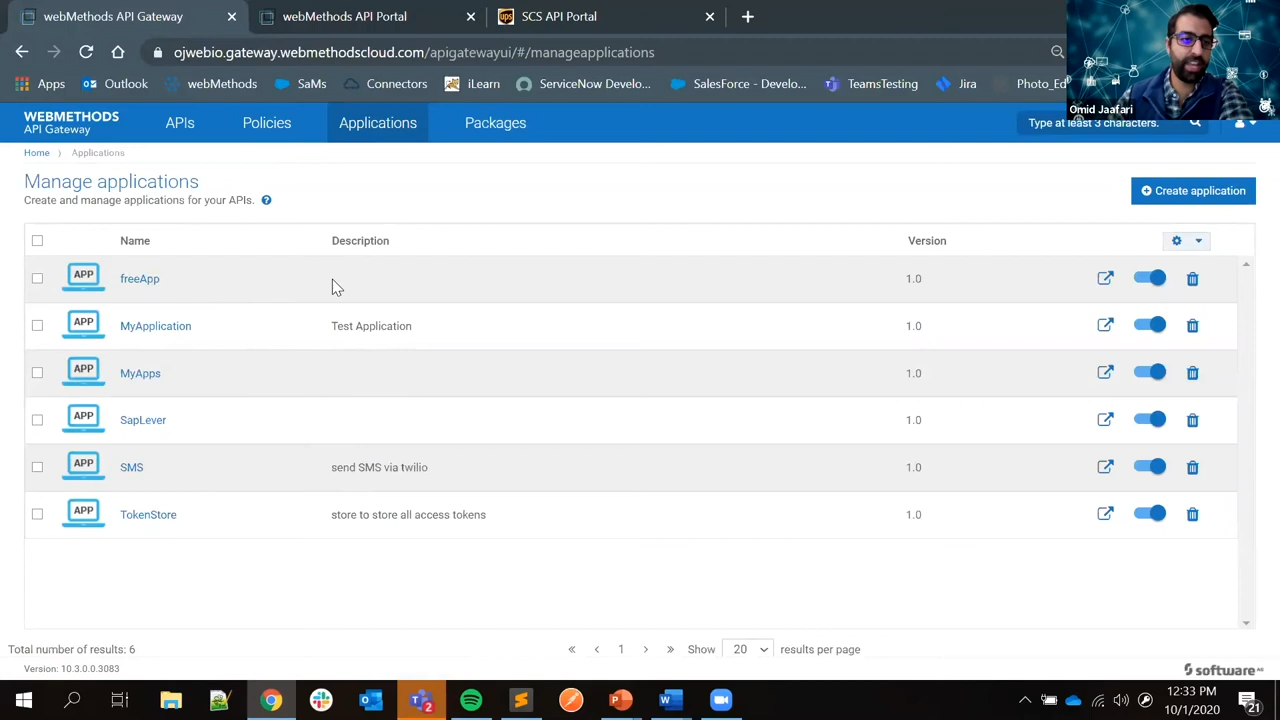 webMethods API Gateway
webMethods API Portal
ups SCS API Portal
ojwebio.gateway.webmethodscloud.com/apigatewayui/#/manageapplications
Apps Outlook webMethods SaMs Connectors iLearn ServiceNow Develo... SalesForce - Develo... TeamsTesting Jira Photo_Ed
Omid Jaafari
WEBMETHODS
API Gateway
APIs Policies Applications Packages
Type at least 3 characters.
Home Applications
Manage applications
Create and manage applications for your APIs. ?
Create application
Name Description Version
APP freeApp 1.0
APP MyApplication Test Application 1.0
APP MyApps 1.0
APP SapLever 1.0
APP SMS send SMS via twilio 1.0
APP TokenStore store to store all access tokens 1.0
Total number of results: 6
« ‹ 1 › » Show 20 results per page
Version: 10.3.0.0.3083
software AG
12:33 PM
10/1/2020
2
21